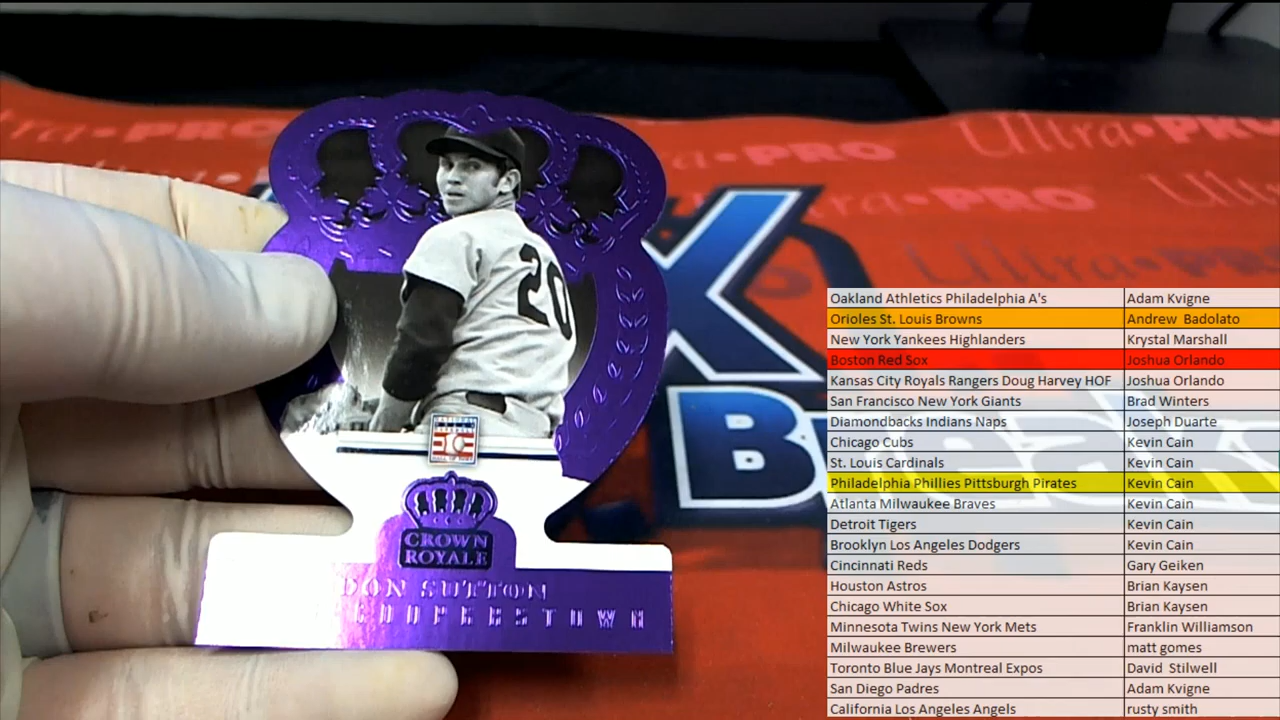 Ultra•PRO
Ultra•PRO
PRO
Ultra•PRO
20
CROWN
ROYALE
DON SUTTON
COOPERSTOWN
Oakland Athletics Philadelphia A's Adam Kvigne
Orioles St. Louis Browns Andrew Badolato
New York Yankees Highlanders Krystal Marshall
Boston Red Sox Joshua Orlando
Kansas City Royals Rangers Doug Harvey HOF Joshua Orlando
San Francisco New York Giants Brad Winters
Diamondbacks Indians Naps Joseph Duarte
Chicago Cubs Kevin Cain
St. Louis Cardinals Kevin Cain
Philadelphia Phillies Pittsburgh Pirates Kevin Cain
Atlanta Milwaukee Braves Kevin Cain
Detroit Tigers Kevin Cain
Brooklyn Los Angeles Dodgers Kevin Cain
Cincinnati Reds Gary Geiken
Houston Astros Brian Kaysen
Chicago White Sox Brian Kaysen
Minnesota Twins New York Mets Franklin Williamson
Milwaukee Brewers matt gomes
Toronto Blue Jays Montreal Expos David Stilwell
San Diego Padres Adam Kvigne
California Los Angeles Angels rusty smith